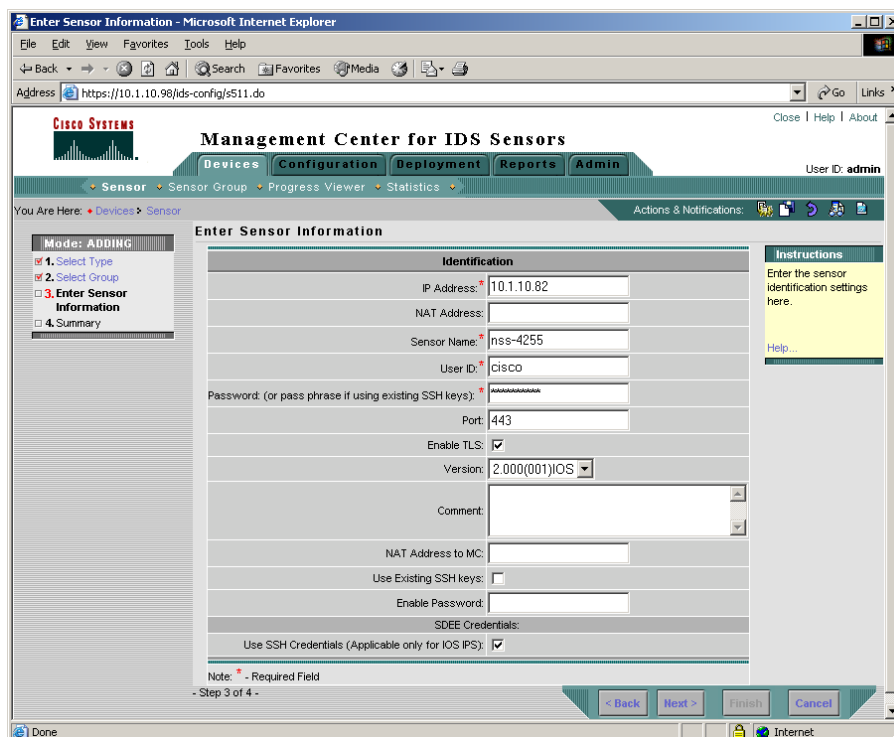 Enter Sensor Information - Microsoft Internet Explorer
File Edit View Favorites Tools Help
Back Search Favorites Media
Address https://10.1.10.98/ids-config/s511.do Go Links
Close | Help | About
CISCO SYSTEMS
Management Center for IDS Sensors
Devices Configuration Deployment Reports Admin
User ID: admin
Sensor Sensor Group Progress Viewer Statistics
You Are Here: Devices > Sensor
Actions & Notifications:
Mode: ADDING
1. Select Type
2. Select Group
3. Enter Sensor Information
4. Summary
Enter Sensor Information
Identification
IP Address:* 10.1.10.82
NAT Address:
Sensor Name:* nss-4255
User ID:* cisco
Password: (or pass phrase if using existing SSH keys): * **********
Port: 443
Enable TLS:
Version: 2.000(001)IOS
Comment:
NAT Address to MC:
Use Existing SSH keys:
Enable Password:
SDEE Credentials:
Use SSH Credentials (Applicable only for IOS IPS):
Note: * - Required Field
Instructions
Enter the sensor
identification settings
here.
Help...
- Step 3 of 4 -
< Back Next > Finish Cancel
Done Internet